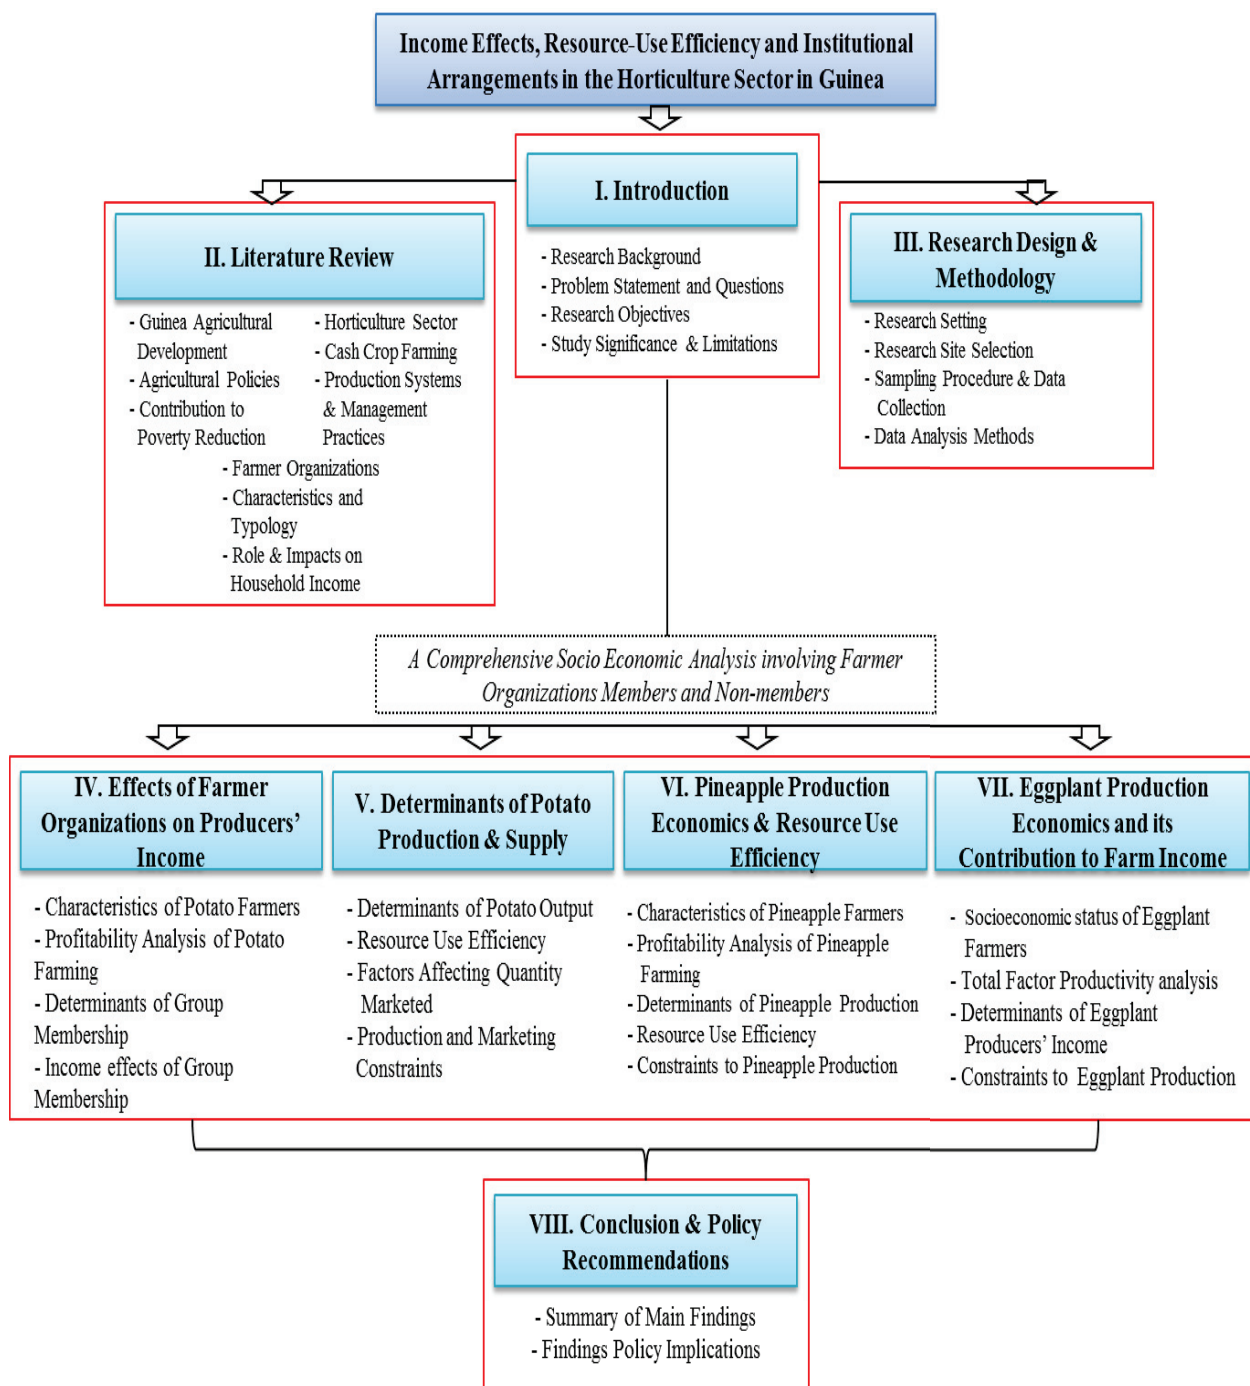 Income Effects, Resource-Use Efficiency and Institutional
Arrangements in the Horticulture Sector in Guinea
I. Introduction
- Research Background
- Problem Statement and Questions
- Research Objectives
- Study Significance & Limitations
II. Literature Review
- Guinea Agricultural
Development
- Agricultural Policies
- Contribution to
Poverty Reduction
- Horticulture Sector
- Cash Crop Farming
- Production Systems
& Management
Practices
- Farmer Organizations
- Characteristics and
Typology
- Role & Impacts on
Household Income
III. Research Design &
Methodology
- Research Setting
- Research Site Selection
- Sampling Procedure & Data
Collection
- Data Analysis Methods
A Comprehensive Socio Economic Analysis involving Farmer
Organizations Members and Non-members
IV. Effects of Farmer
Organizations on Producers’
Income
- Characteristics of Potato Farmers
- Profitability Analysis of Potato
Farming
- Determinants of Group
Membership
- Income effects of Group
Membership
V. Determinants of Potato
Production & Supply
- Determinants of Potato Output
- Resource Use Efficiency
- Factors Affecting Quantity
Marketed
- Production and Marketing
Constraints
VI. Pineapple Production
Economics & Resource Use
Efficiency
- Characteristics of Pineapple Farmers
- Profitability Analysis of Pineapple
Farming
- Determinants of Pineapple Production
- Resource Use Efficiency
- Constraints to Pineapple Production
VII. Eggplant Production
Economics and its
Contribution to Farm Income
- Socioeconomic status of Eggplant
Farmers
- Total Factor Productivity analysis
- Determinants of Eggplant
Producers’ Income
- Constraints to Eggplant Production
VIII. Conclusion & Policy
Recommendations
- Summary of Main Findings
- Findings Policy Implications